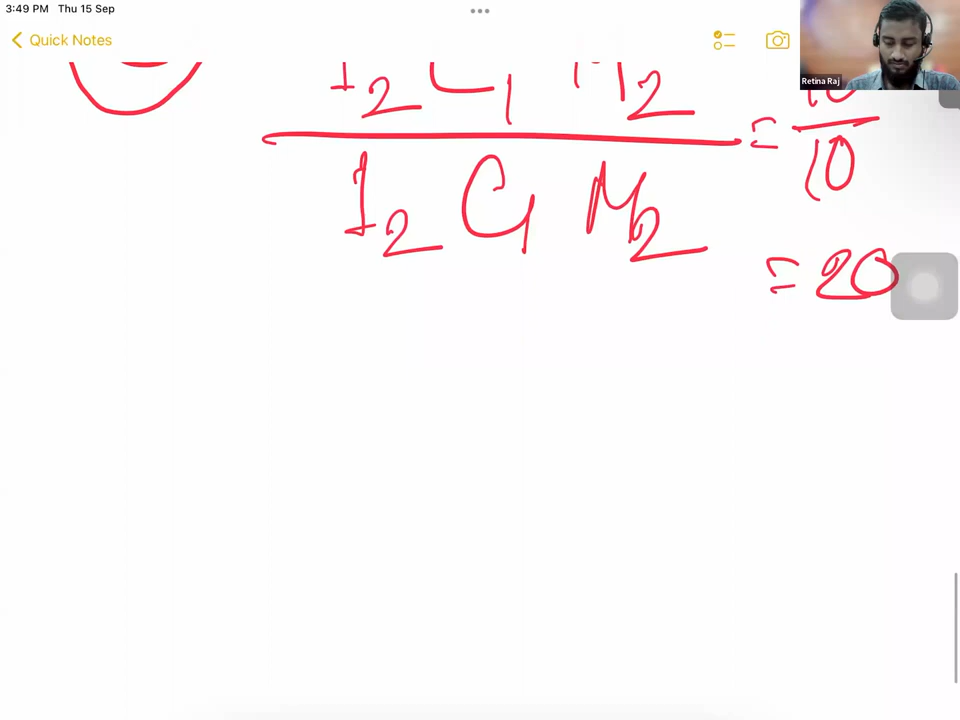 3:49 PM Thu 15 Sep
Quick Notes
Retina Raj
I2 C1 M2
= 10
I2 C1 M2
= 20